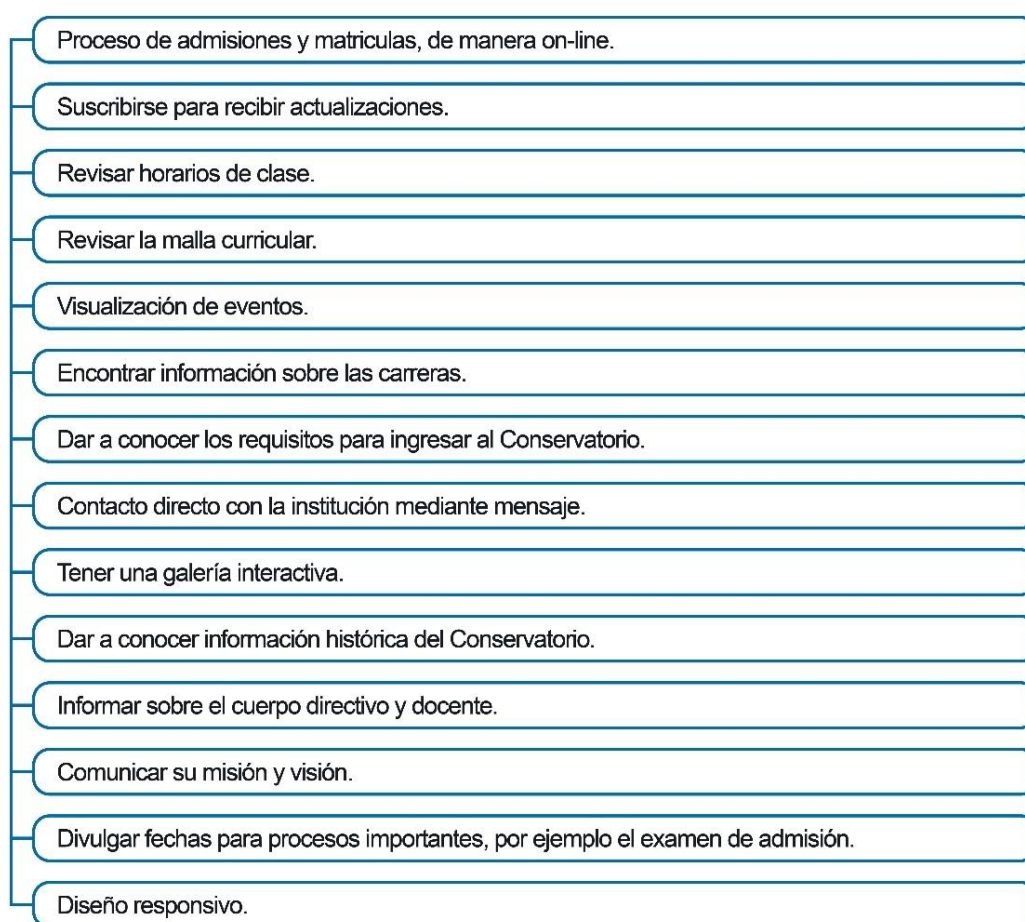 Proceso de admisiones y matriculas, de manera on-line.
Suscribirse para recibir actualizaciones.
Revisar horarios de clase.
Revisar la malla curricular.
Visualización de eventos.
Encontrar información sobre las carreras.
Dar a conocer los requisitos para ingresar al Conservatorio.
Contacto directo con la institución mediante mensaje.
Tener una galería interactiva.
Dar a conocer información histórica del Conservatorio.
Informar sobre el cuerpo directivo y docente.
Comunicar su misión y visión.
Divulgar fechas para procesos importantes, por ejemplo el examen de admisión.
Diseño responsivo.